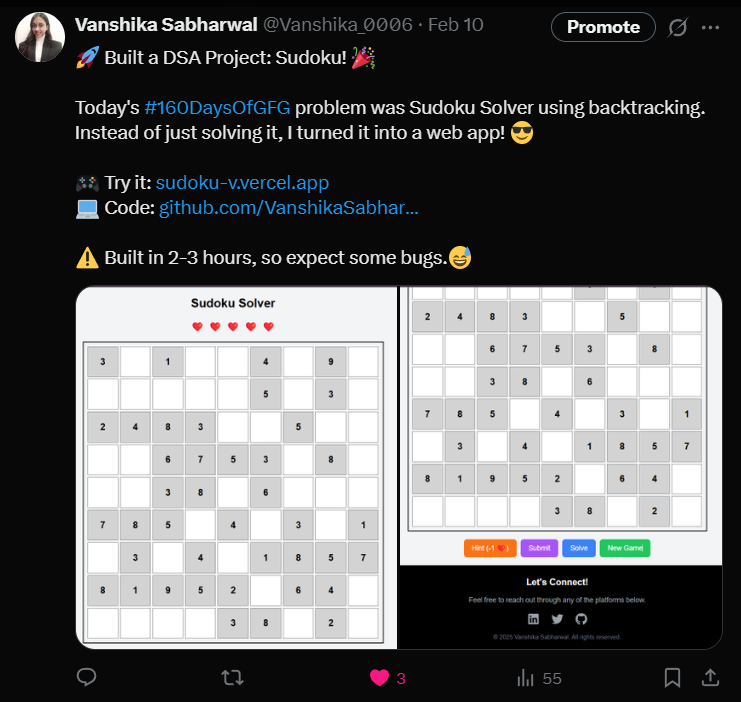 Vanshika Sabharwal @Vanshika_0006 · Feb 10
Promote
🚀 Built a DSA Project: Sudoku! 🎉
Today's #160DaysOfGFG problem was Sudoku Solver using backtracking.
Instead of just solving it, I turned it into a web app! 😎
🎮 Try it: sudoku-v.vercel.app
💻 Code: github.com/VanshikaSabhar...
⚠️ Built in 2-3 hours, so expect some bugs.😅
Sudoku Solver
3 1 4 9
5 3
2 4 8 3 5
6 7 5 3 8
3 8 6
7 8 5 4 3 1
3 4 1 8 5 7
8 1 9 5 2 6 4
3 8 2
2 4 8 3 5
6 7 5 3 8
3 8 6
7 8 5 4 3 1
3 4 1 8 5 7
8 1 9 5 2 6 4
3 8 2
Hint (-1 ❤️) Submit Solve New Game
Let's Connect!
Feel free to reach out through any of the platforms below.
© 2025 Vanshika Sabharwal. All rights reserved.
3 55